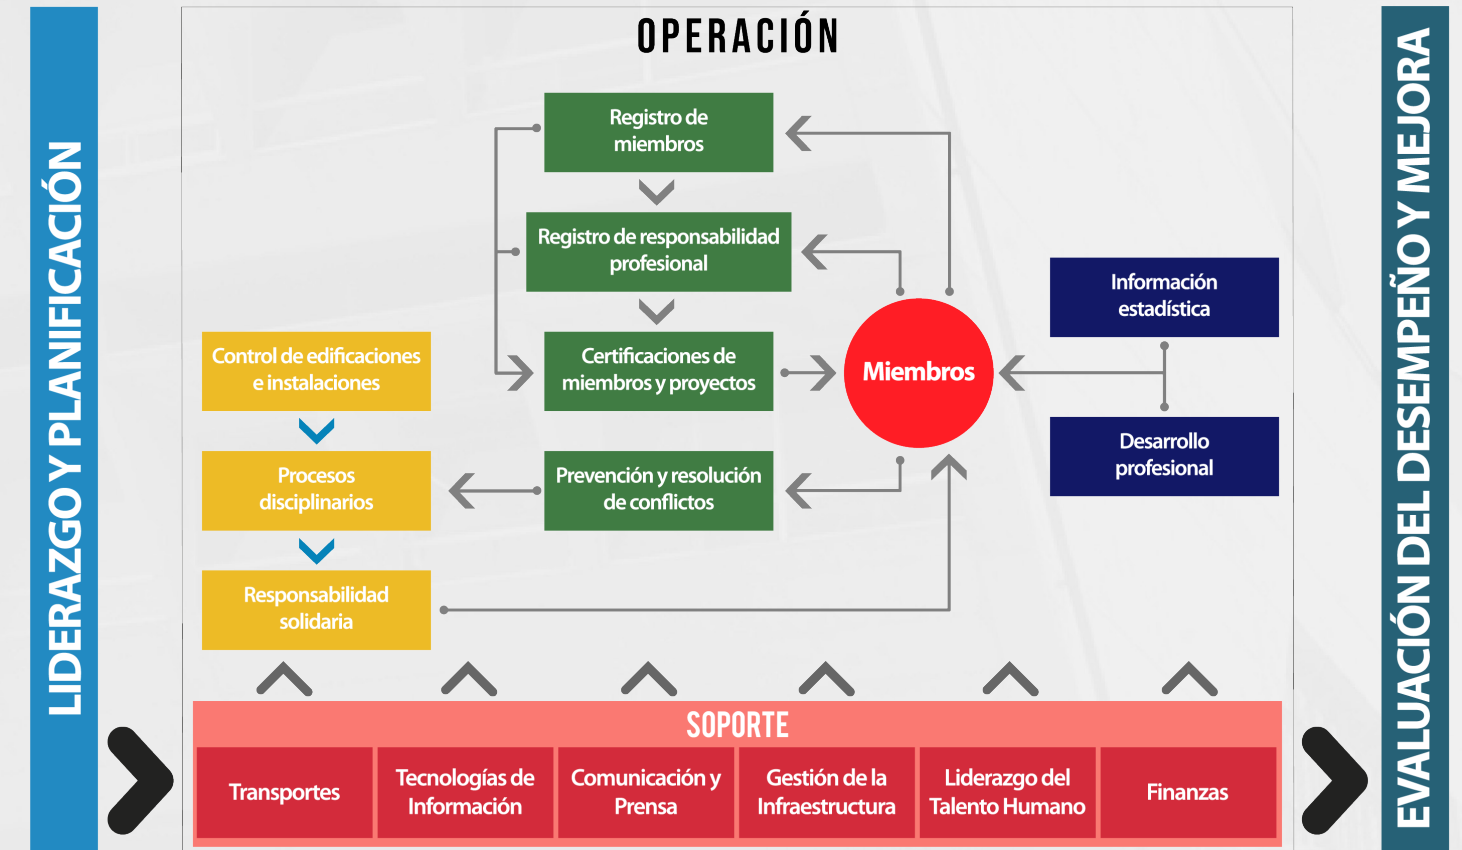 LIDERAZGO Y PLANIFICACIÓN
OPERACIÓN
Registro de
miembros
Registro de responsabilidad
profesional
Certificaciones de
miembros y proyectos
Prevención y resolución
de conflictos
Control de edificaciones
e instalaciones
Procesos
disciplinarios
Responsabilidad
solidaria
Miembros
Información
estadística
Desarrollo
profesional
SOPORTE
Transportes
Tecnologías de
Información
Comunicación y
Prensa
Gestión de la
Infraestructura
Liderazgo del
Talento Humano
Finanzas
EVALUACIÓN DEL DESEMPEÑO Y MEJORA